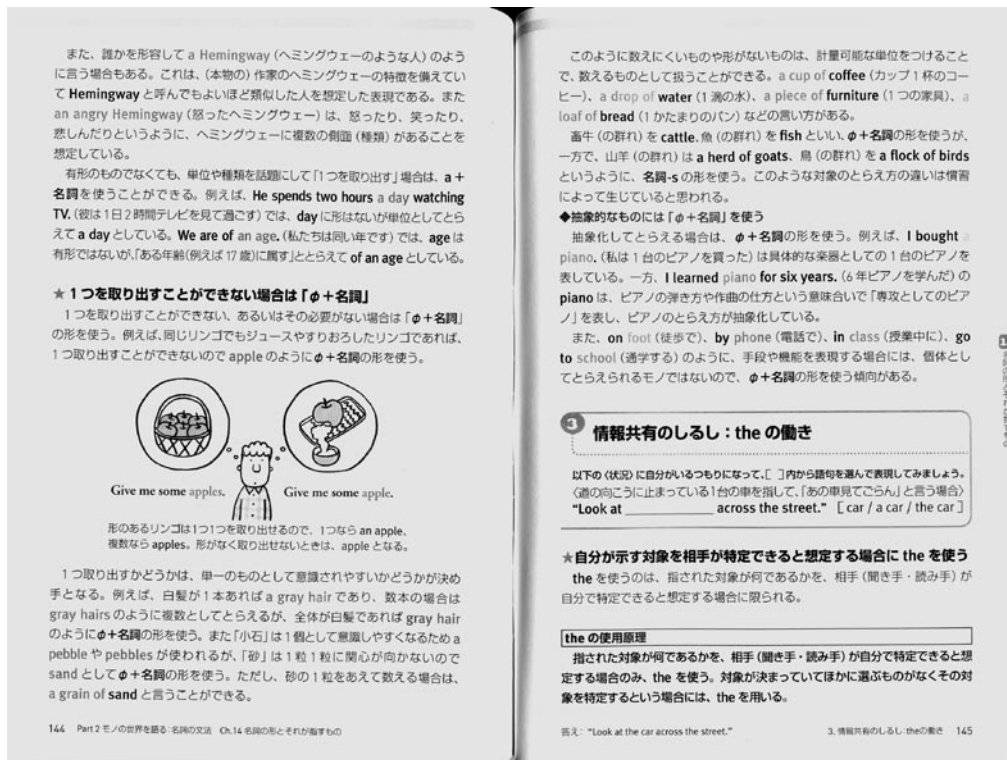 また、誰かを形容して a Hemingway（ヘミングウェーのような人）のよう
に言う場合もある。これは、（本物の）作家のヘミングウェーの特徴を備えてい
て Hemingway と呼んでもよいほど類似した人を想定した表現である。また
an angry Hemingway（怒ったヘミングウェー）は、怒ったり、笑ったり、
悲しんだりというように、ヘミングウェーに複数の側面（種類）があることを
想定している。
有形のものでなくても、単位や種類を話題にして「1つを取り出す」場合は、a＋
名詞を使うことができる。例えば、He spends two hours a day watching
TV.（彼は1日2時間テレビを見て過ごす）では、day に形はないが単位としてとら
えて a day としている。We are of an age.（私たちは同い年です）では、age は
有形ではないが、「ある年齢（例えば 17 歳）に属す」ととらえて of an age としている。
★1つを取り出すことができない場合は「φ＋名詞」
1つを取り出すことができない、あるいはその必要がない場合は「φ＋名詞」
の形を使う。例えば、同じリンゴでもジュースやすりおろしたリンゴであれば、
1つ取り出すことができないので apple のようにφ＋名詞の形を使う。
Give me some apples.
Give me some apple.
形のあるリンゴは1つ1つを取り出せるので、1つなら an apple、
複数なら apples。形がなく取り出せないときは、apple となる。
1つ取り出すかどうかは、単一のものとして意識されやすいかどうかが決め
手となる。例えば、白髪が1本あれば a gray hair であり、数本の場合は
gray hairs のように複数としてとらえるが、全体が白髪であれば gray hair
のようにφ＋名詞の形を使う。また「小石」は1個として意識しやすくなるため a
pebble や pebbles が使われるが、「砂」は1粒1粒に関心が向かないので
sand としてφ＋名詞の形を使う。ただし、砂の1粒をあえて数える場合は、
a grain of sand と言うことができる。
144 Part 2 モノの世界を語る：名詞の文法 Ch.14 名詞の形とそれが指すもの
このように数えにくいものや形がないものは、計量可能な単位をつけること
で、数えるものとして扱うことができる。a cup of coffee（カップ1杯のコー
ヒー）、a drop of water（1滴の水）、a piece of furniture（1つの家具）、a
loaf of bread（1かたまりのパン）などの言い方がある。
畜牛（の群れ）を cattle、魚（の群れ）を fish といい、φ＋名詞の形を使うが、
一方で、山羊（の群れ）は a herd of goats、鳥（の群れ）を a flock of birds
というように、名詞-s の形を使う。このような対象のとらえ方の違いは慣習
によって生じていると思われる。
◆抽象的なものには「φ＋名詞」を使う
抽象化してとらえる場合は、φ＋名詞の形を使う。例えば、I bought a
piano.（私は1台のピアノを買った）は具体的な楽器としての1台のピアノを
表している。一方、I learned piano for six years.（6年ピアノを学んだ）の
piano は、ピアノの弾き方や作曲の仕方という意味合いで「専攻としてのピア
ノ」を表し、ピアノのとらえ方が抽象化している。
また、on foot（徒歩で）、by phone（電話で）、in class（授業中に）、go
to school（通学する）のように、手段や機能を表現する場合には、個体とし
てとらえられるモノではないので、φ＋名詞の形を使う傾向がある。
3 情報共有のしるし：the の働き
以下の〈状況〉に自分がいるつもりになって、[ ]内から語句を選んで表現してみましょう。
〈道の向こうに止まっている1台の車を指して、「あの車見てごらん」と言う場合〉
“Look at ____________ across the street.” [ car / a car / the car ]
★自分が示す対象を相手が特定できると想定する場合に the を使う
the を使うのは、指された対象が何であるかを、相手（聞き手・読み手）が
自分で特定できると想定する場合に限られる。
the の使用原理
指された対象が何であるかを、相手（聞き手・読み手）が自分で特定できると想
定する場合のみ、the を使う。対象が決まっていてほかに選ぶものがなくその対
象を特定するという場合には、the を用いる。
答え：“Look at the car across the street.”
3. 情報共有のしるし：theの働き 145